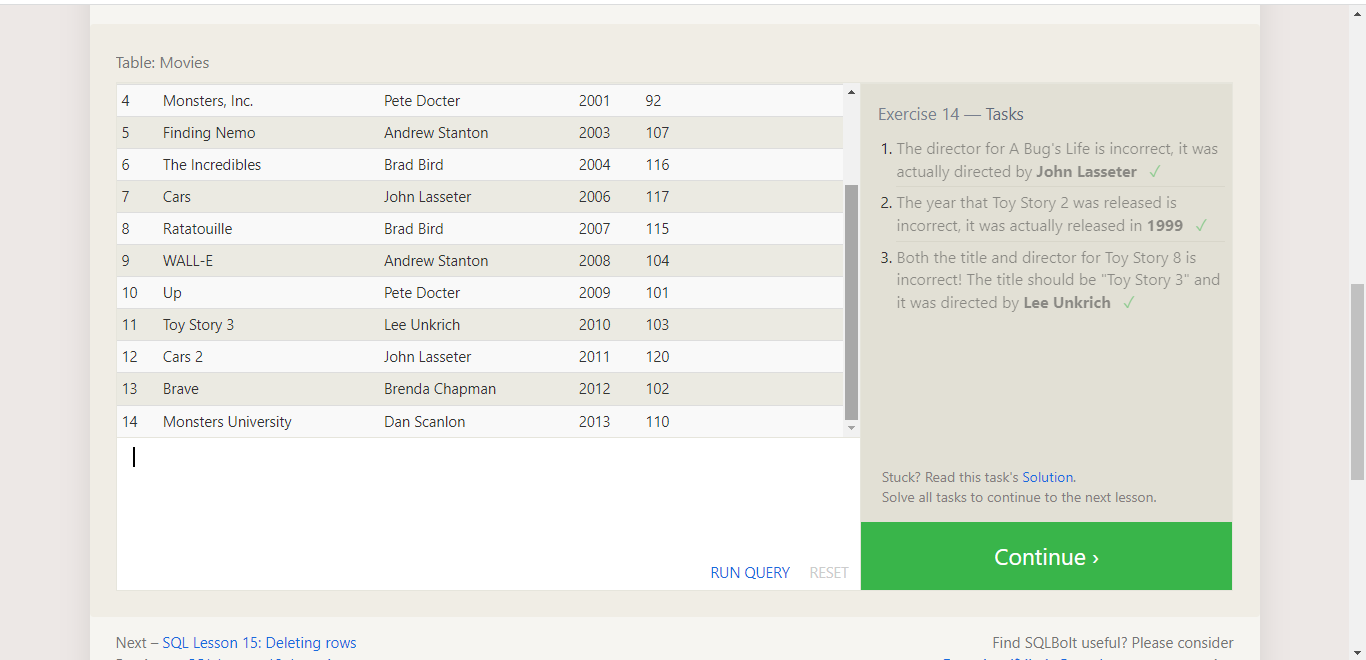 Table: Movies
4 Monsters, Inc. Pete Docter 2001 92
5 Finding Nemo Andrew Stanton 2003 107
6 The Incredibles Brad Bird 2004 116
7 Cars John Lasseter 2006 117
8 Ratatouille Brad Bird 2007 115
9 WALL-E Andrew Stanton 2008 104
10 Up Pete Docter 2009 101
11 Toy Story 3 Lee Unkrich 2010 103
12 Cars 2 John Lasseter 2011 120
13 Brave Brenda Chapman 2012 102
14 Monsters University Dan Scanlon 2013 110
RUN QUERY RESET
Exercise 14 — Tasks
1. The director for A Bug's Life is incorrect, it was
actually directed by John Lasseter ✓
2. The year that Toy Story 2 was released is
incorrect, it was actually released in 1999 ✓
3. Both the title and director for Toy Story 8 is
incorrect! The title should be "Toy Story 3" and
it was directed by Lee Unkrich ✓
Stuck? Read this task's Solution.
Solve all tasks to continue to the next lesson.
Continue ›
Next – SQL Lesson 15: Deleting rows
Find SQLBolt useful? Please consider